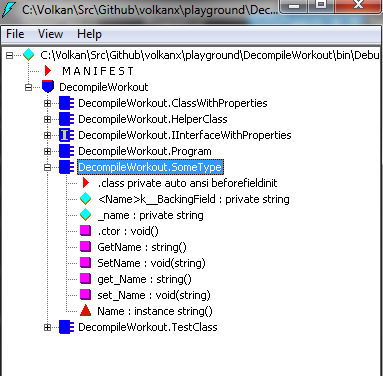 C:\Volkan\Src\Github\volkanx\playground\Dec...
File View Help
C:\Volkan\Src\Github\volkanx\playground\DecompileWorkout\bin\Debu
M A N I F E S T
DecompileWorkout
DecompileWorkout.ClassWithProperties
DecompileWorkout.HelperClass
DecompileWorkout.IInterfaceWithProperties
DecompileWorkout.Program
DecompileWorkout.SomeType
.class private auto ansi beforefieldinit
<Name>k__BackingField : private string
_name : private string
.ctor : void()
GetName : string()
SetName : void(string)
get_Name : string()
set_Name : void(string)
Name : instance string()
DecompileWorkout.TestClass